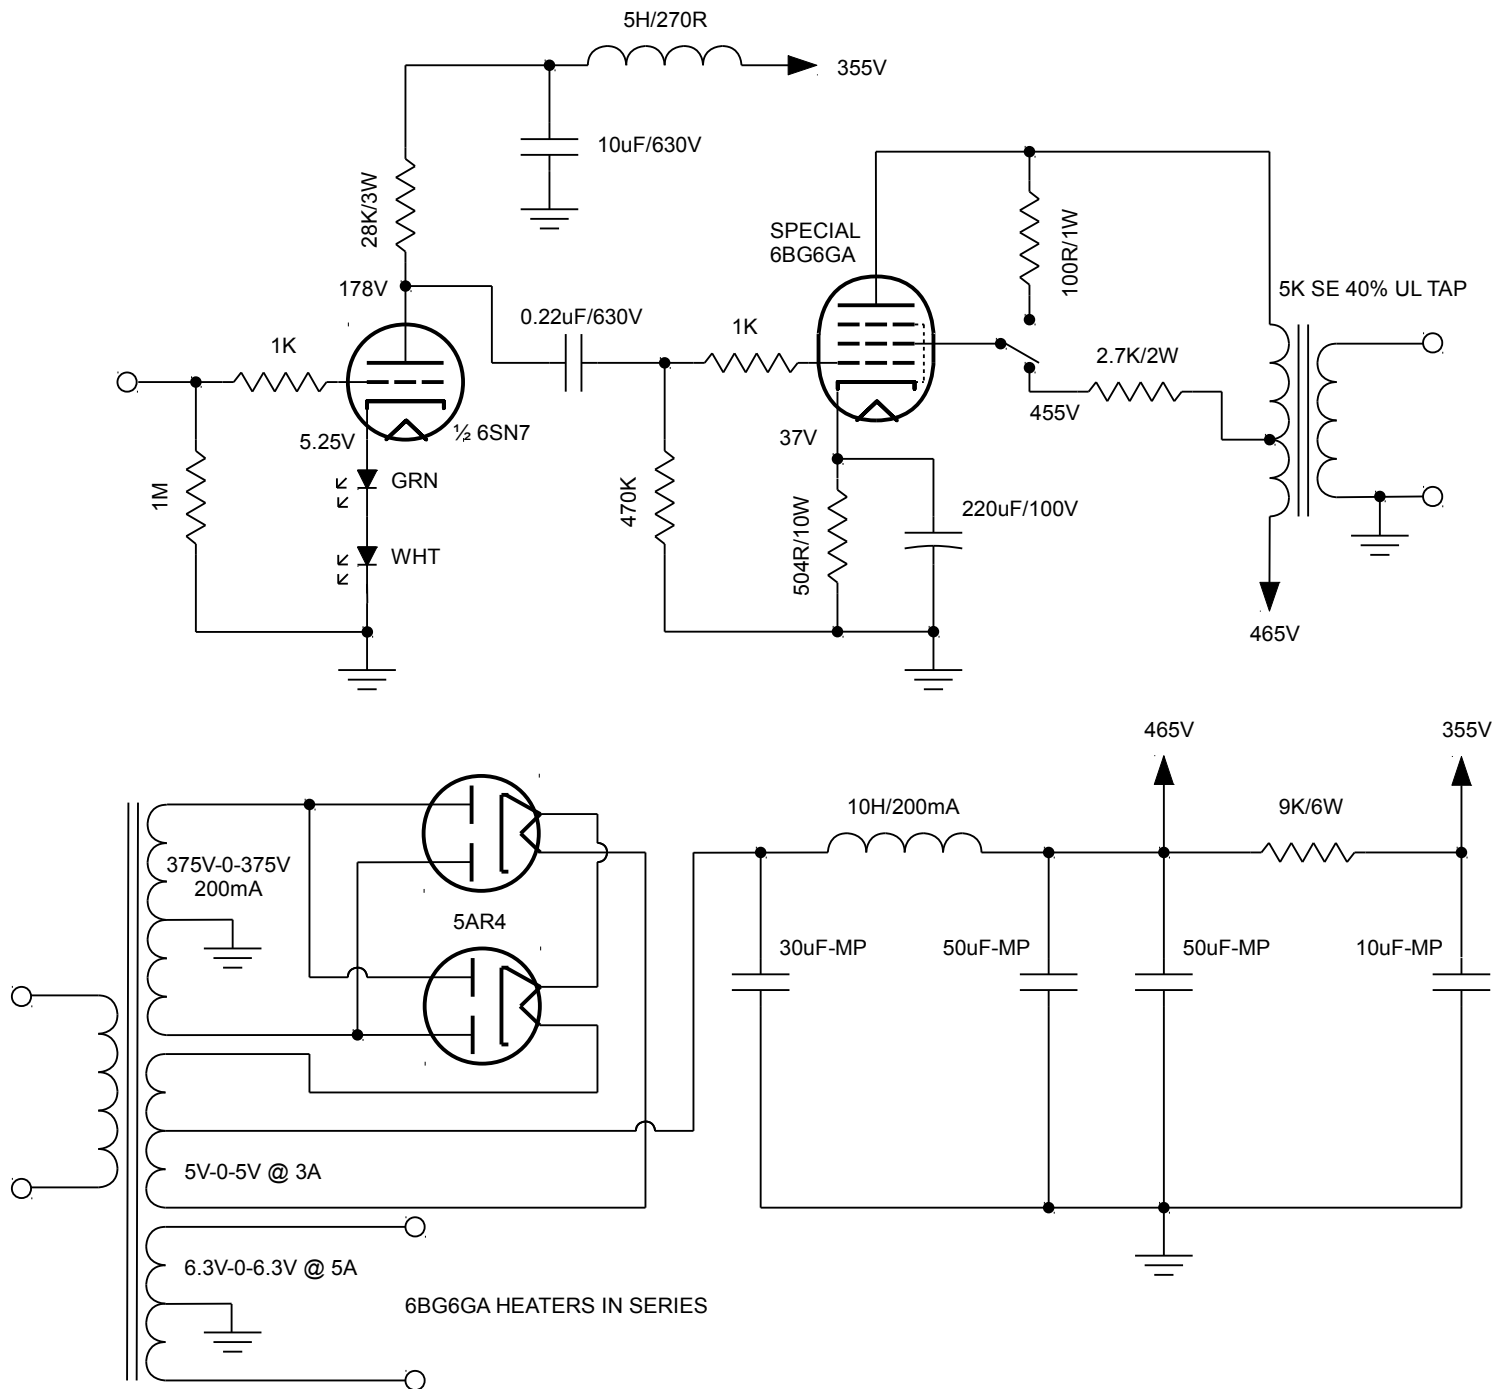 5H/270R
355V
10uF/630V
28K/3W
178V
1K
1M
5.25V
½ 6SN7
GRN
WHT
0.22uF/630V
470K
1K
SPECIAL
6BG6GA
37V
504R/10W
220uF/100V
100R/1W
455V
2.7K/2W
5K SE 40% UL TAP
465V
375V-0-375V
200mA
5AR4
5V-0-5V @ 3A
6.3V-0-6.3V @ 5A
6BG6GA HEATERS IN SERIES
10H/200mA
465V
9K/6W
355V
30uF-MP
50uF-MP
50uF-MP
10uF-MP